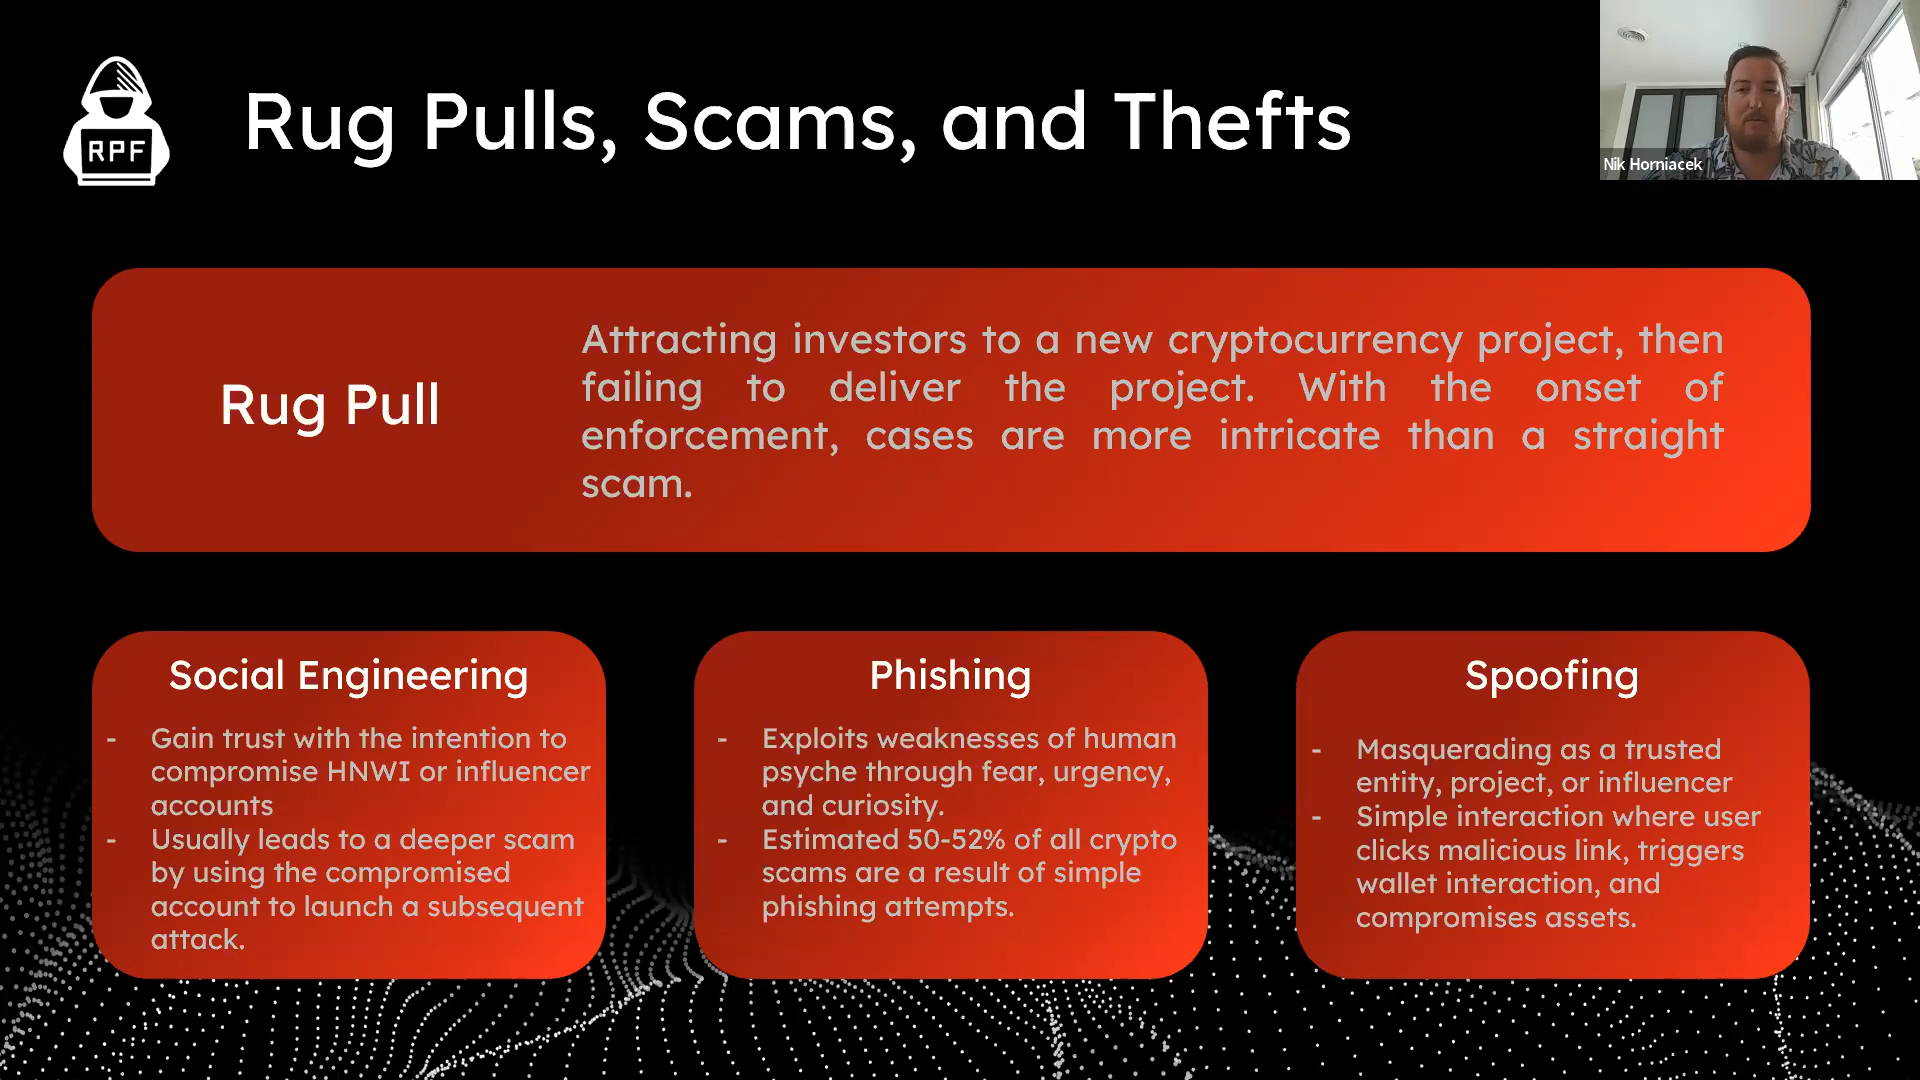 RPF
Rug Pulls, Scams, and Thefts
Nik Horniacek
Rug Pull
Attracting investors to a new cryptocurrency project, then
failing to deliver the project. With the onset of
enforcement, cases are more intricate than a straight
scam.
Social Engineering
- Gain trust with the intention to
compromise HNWI or influencer
accounts
- Usually leads to a deeper scam
by using the compromised
account to launch a subsequent
attack.
Phishing
- Exploits weaknesses of human
psyche through fear, urgency,
and curiosity.
- Estimated 50-52% of all crypto
scams are a result of simple
phishing attempts.
Spoofing
- Masquerading as a trusted
entity, project, or influencer
- Simple interaction where user
clicks malicious link, triggers
wallet interaction, and
compromises assets.